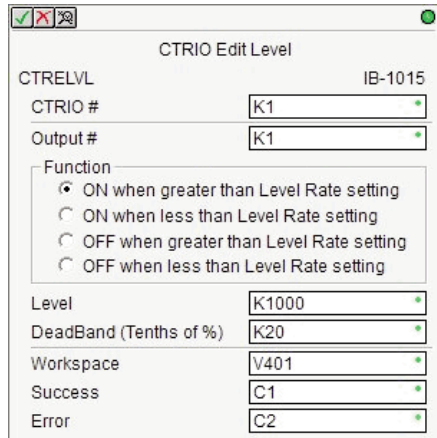 CTRIO Edit Level
CTRELVL IB-1015
CTRIO # K1
Output # K1
Function
ON when greater than Level Rate setting
ON when less than Level Rate setting
OFF when greater than Level Rate setting
OFF when less than Level Rate setting
Level K1000
DeadBand (Tenths of %) K20
Workspace V401
Success C1
Error C2